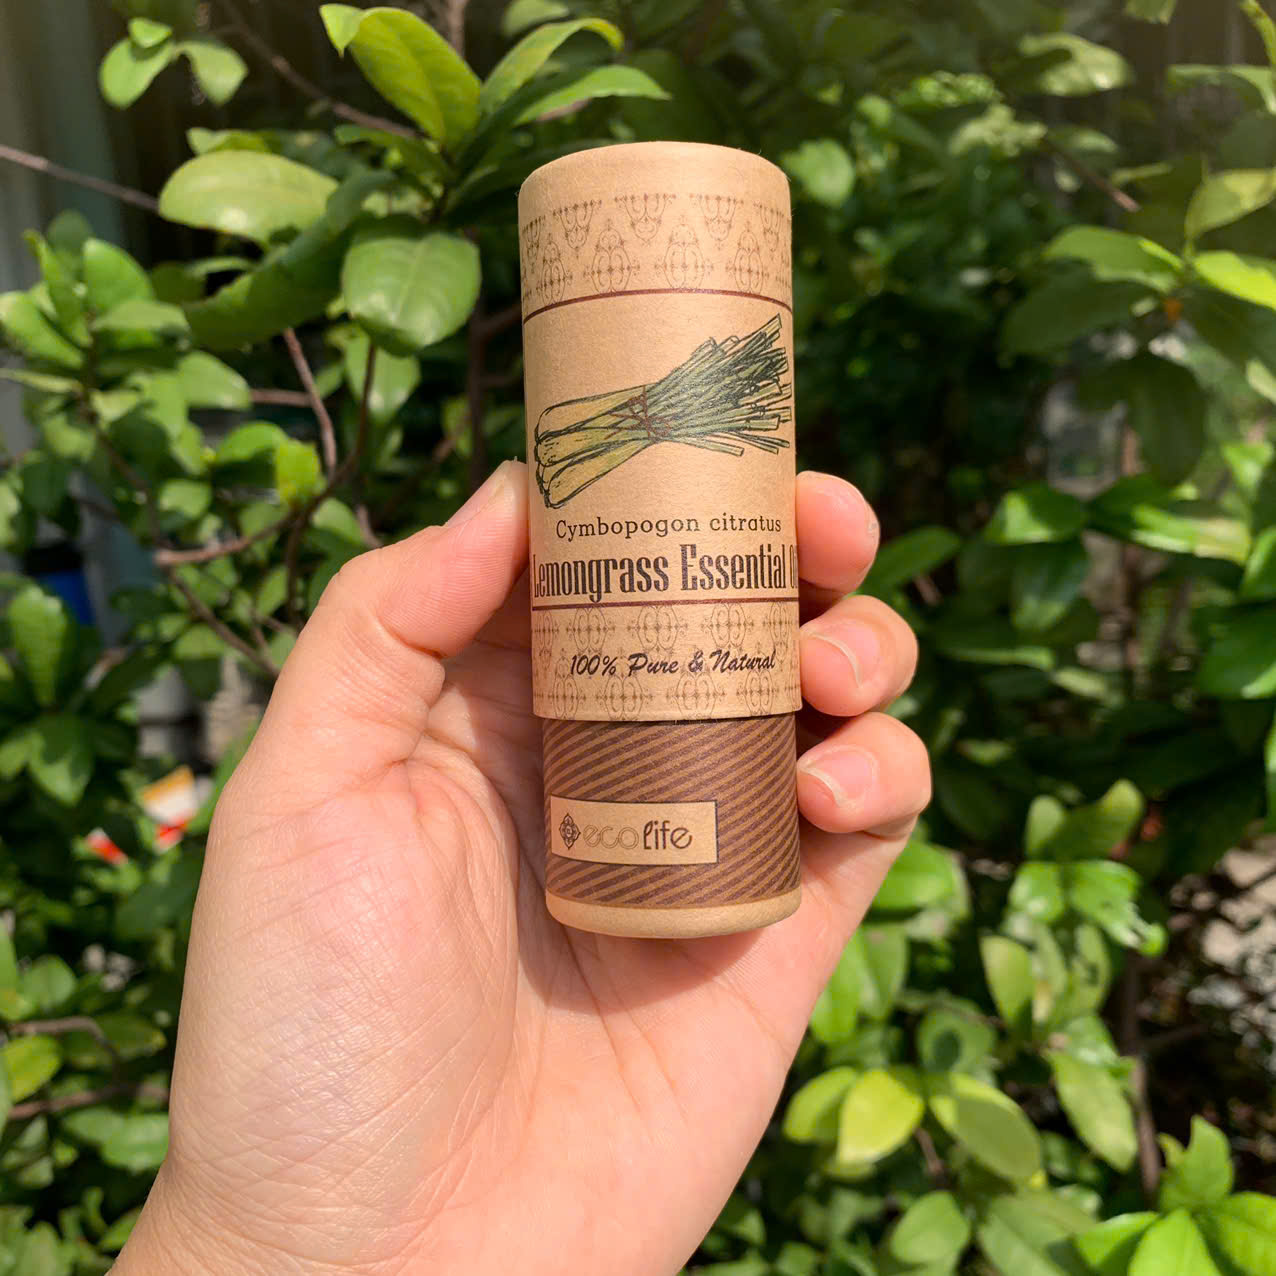 Cymbopogon citratus
Lemongrass Essential O
100% Pure & Natural
ecolife